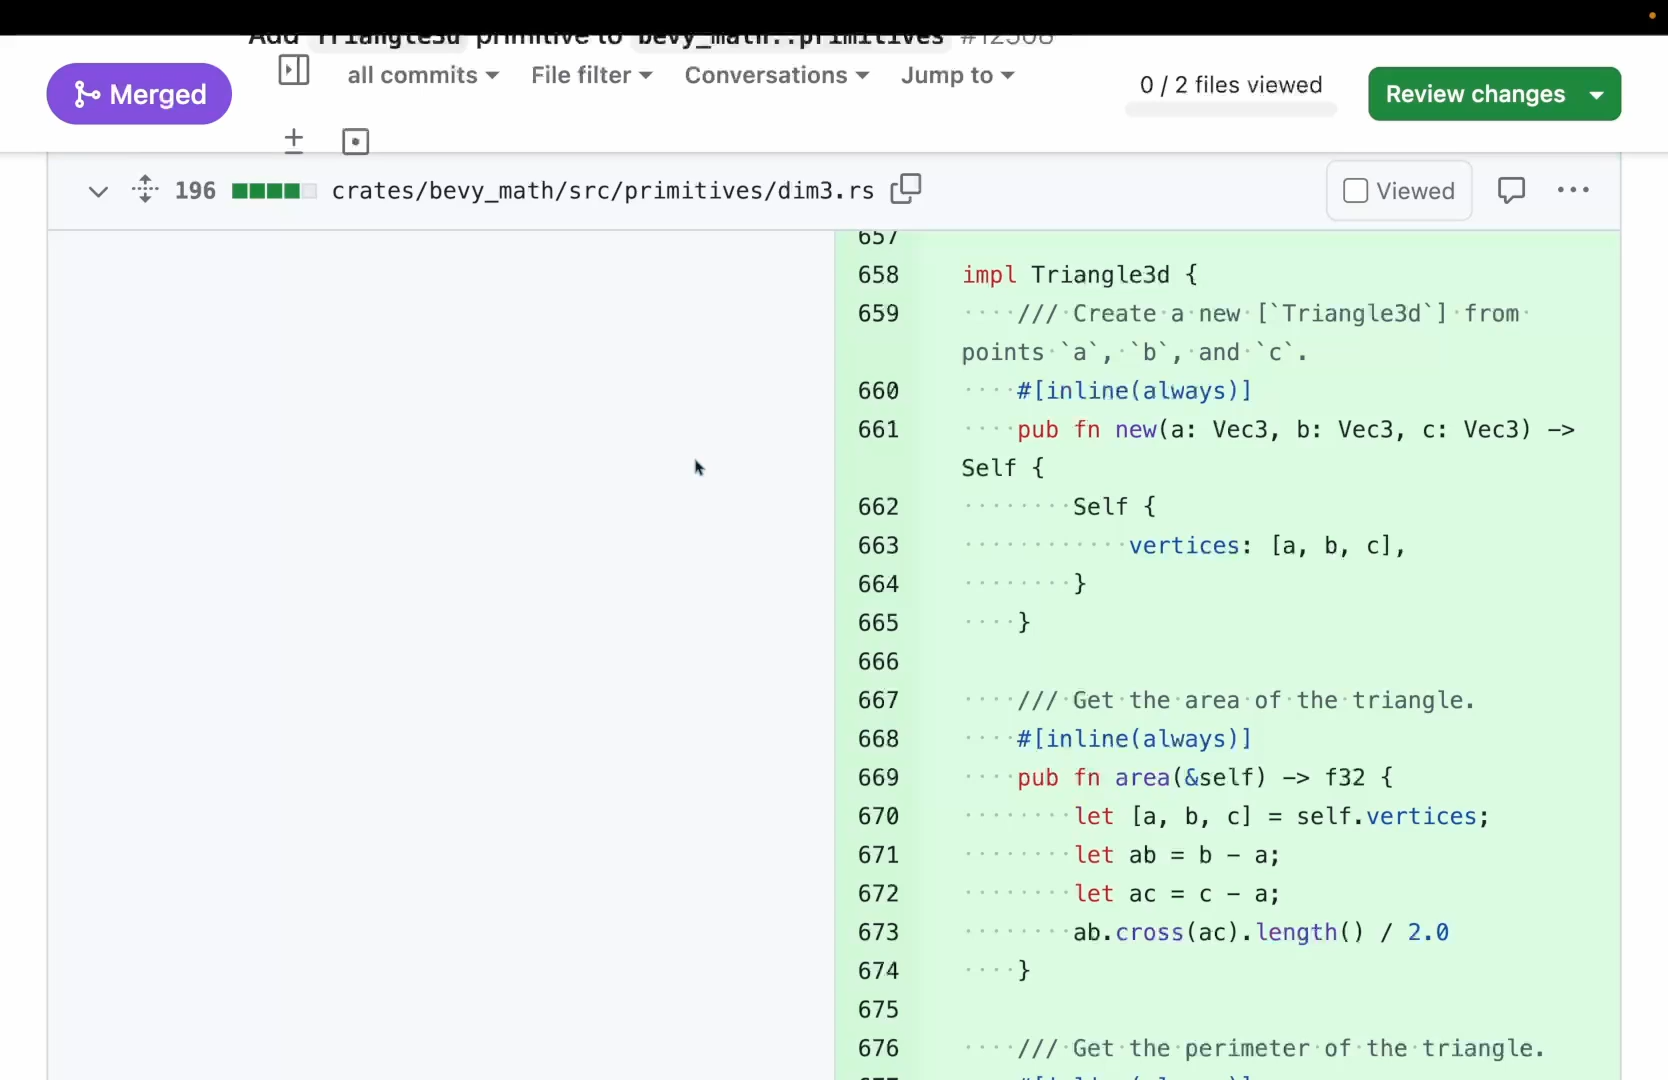 Add Triangle3d primitive to bevy_math::primitives #12508
Merged
all commits
File filter
Conversations
Jump to
0 / 2 files viewed
Review changes
196 crates/bevy_math/src/primitives/dim3.rs
Viewed
657
658 impl Triangle3d {
659 ····///·Create·a·new·[`Triangle3d`]·from·
points·`a`,·`b`,·and·`c`.
660 ····#[inline(always)]
661 ····pub fn new(a: Vec3, b: Vec3, c: Vec3) ->
Self {
662 ········Self {
663 ············vertices: [a, b, c],
664 ········}
665 ····}
666
667 ····///·Get·the·area·of·the·triangle.
668 ····#[inline(always)]
669 ····pub fn area(&self) -> f32 {
670 ········let [a, b, c] = self.vertices;
671 ········let ab = b - a;
672 ········let ac = c - a;
673 ········ab.cross(ac).length() / 2.0
674 ····}
675
676 ····///·Get·the·perimeter·of·the·triangle.